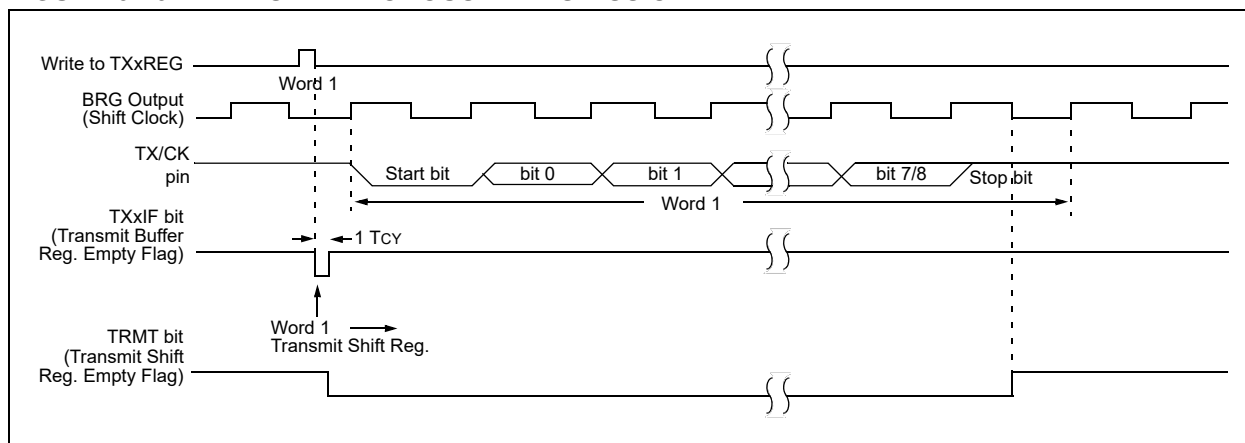 Write to TXxREG
Word 1
BRG Output
(Shift Clock)
TX/CK
pin
Start bit
bit 0
bit 1
bit 7/8
Stop bit
Word 1
TXxIF bit
(Transmit Buffer
Reg. Empty Flag)
1 TCY
Word 1
Transmit Shift Reg.
TRMT bit
(Transmit Shift
Reg. Empty Flag)